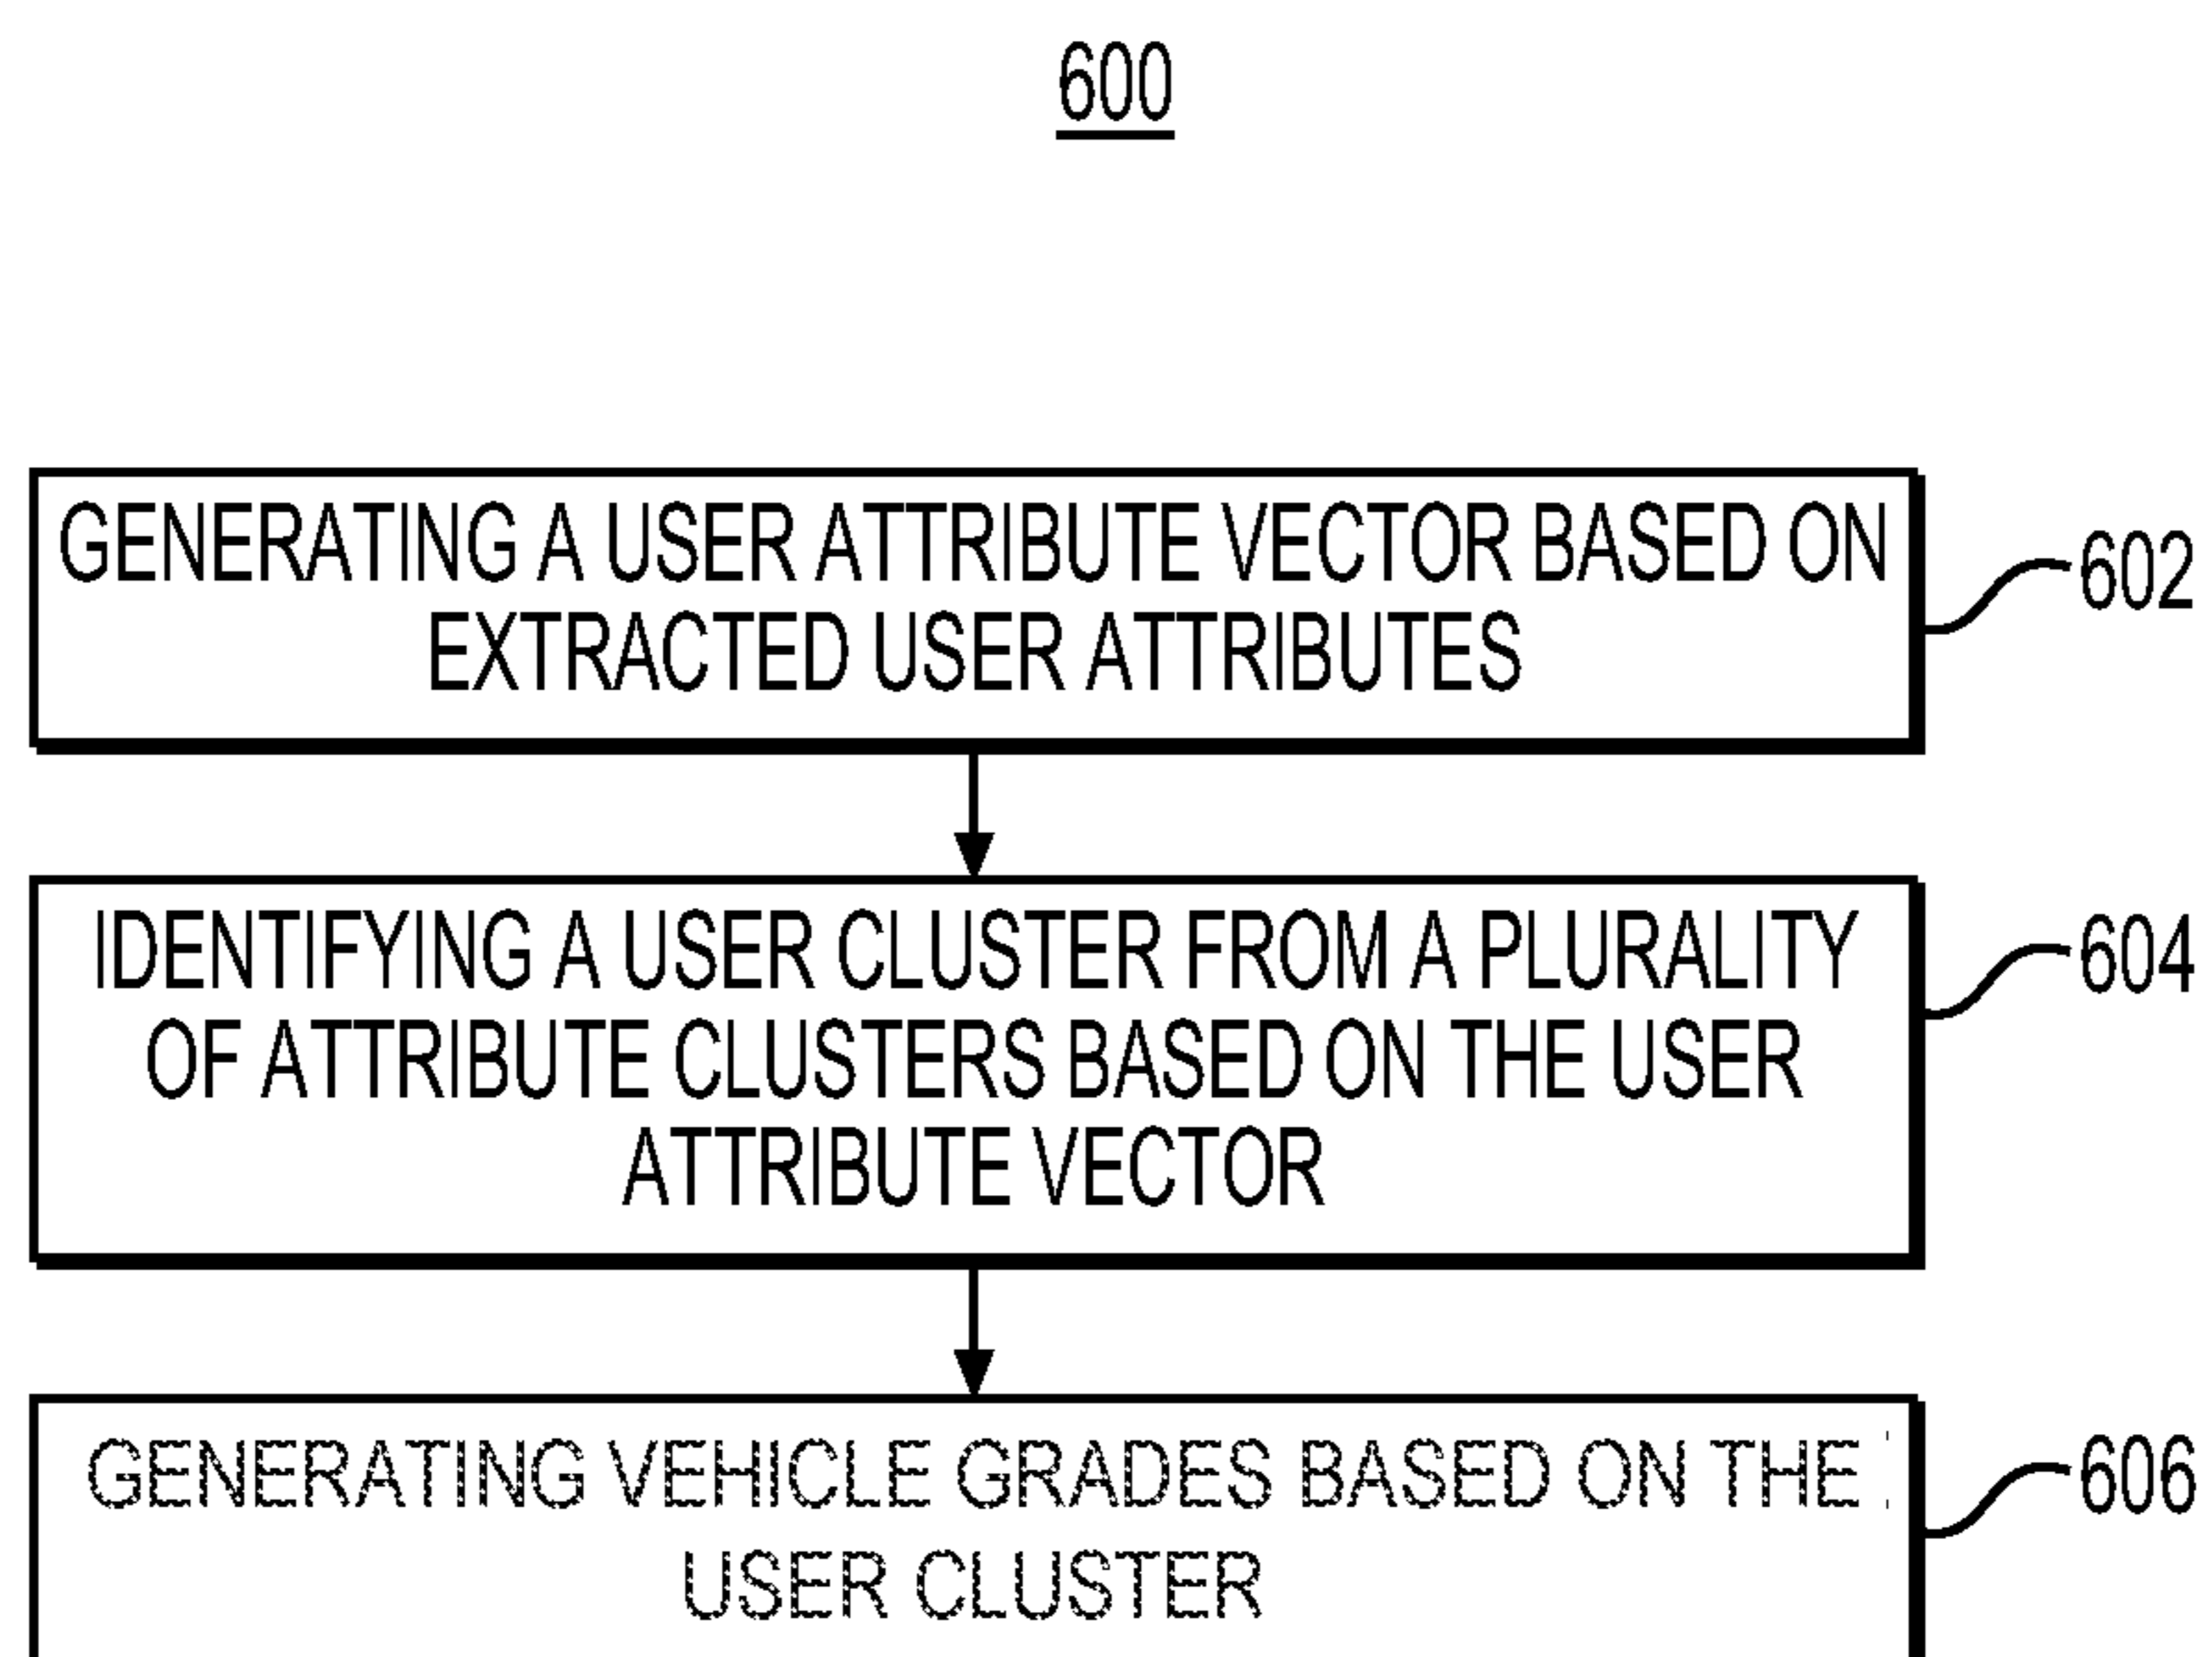 600
GENERATING A USER ATTRIBUTE VECTOR BASED ON
EXTRACTED USER ATTRIBUTES
602
IDENTIFYING A USER CLUSTER FROM A PLURALITY
OF ATTRIBUTE CLUSTERS BASED ON THE USER
ATTRIBUTE VECTOR
604
GENERATING VEHICLE GRADES BASED ON THE
USER CLUSTER
606